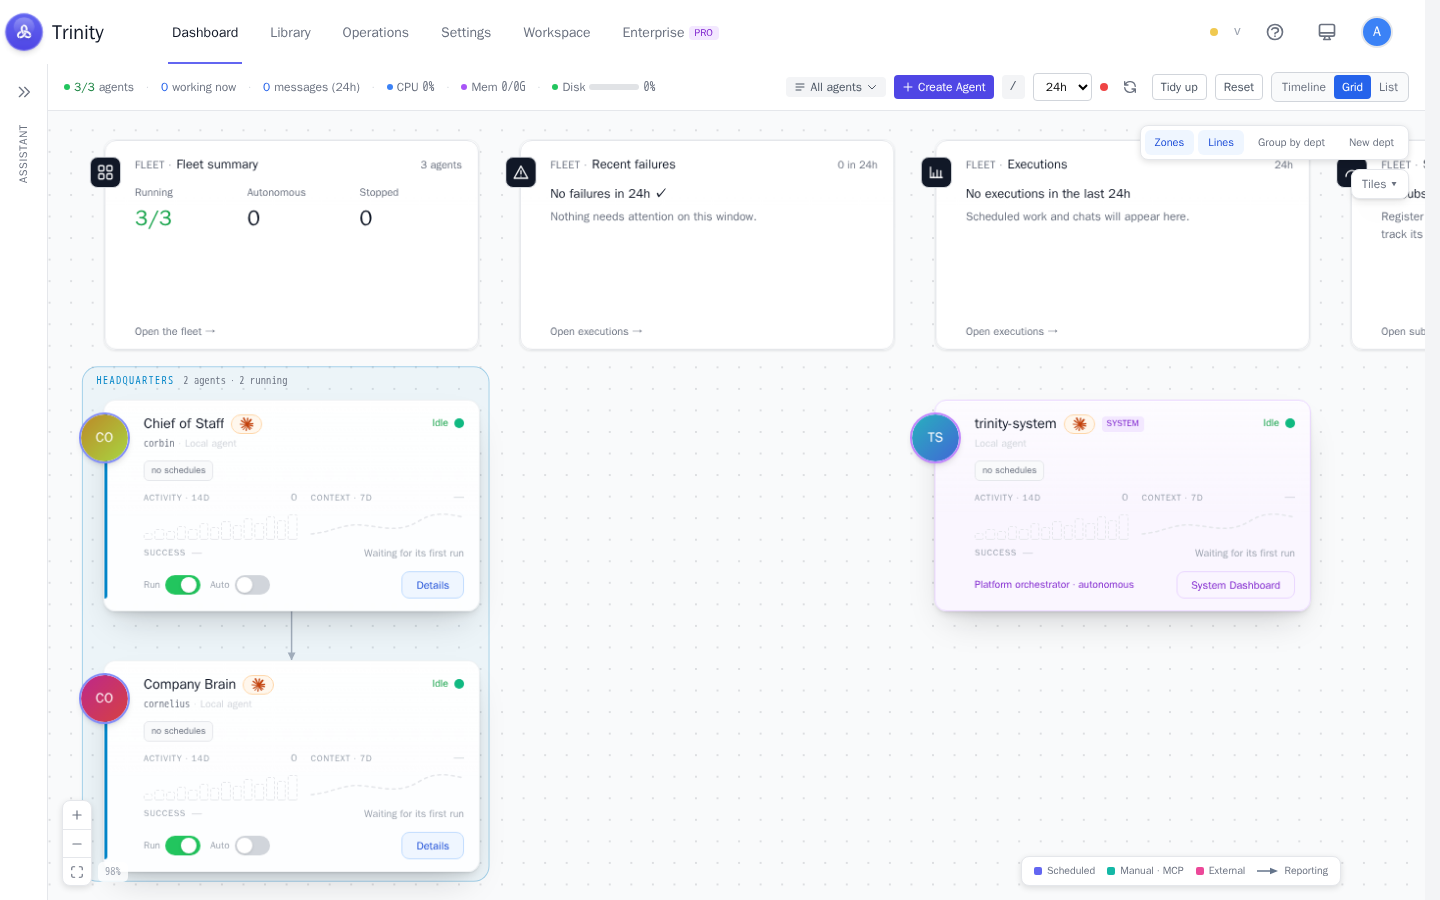 Trinity
Dashboard Library Operations Settings Workspace Enterprise PRO
V A
3/3 agents · 0 working now · 0 messages (24h) · CPU 0% · Mem 0/0G · Disk 0%
All agents Create Agent / 24h Tidy up Reset Timeline Grid List
ASSISTANT
Zones Lines Group by dept New dept
Tiles ▾
FLEET · Fleet summary 3 agents
Running Autonomous Stopped
3/3 0 0
Open the fleet →
FLEET · Recent failures 0 in 24h
No failures in 24h ✓
Nothing needs attention on this window.
Open executions →
FLEET · Executions 24h
No executions in the last 24h
Scheduled work and chats will appear here.
Open executions →
FLEET ·
Register
track its
Open sub
HEADQUARTERS 2 agents · 2 running
CO
Chief of Staff Idle
corbin · Local agent
no schedules
ACTIVITY · 14D 0 CONTEXT · 7D —
SUCCESS — Waiting for its first run
Run Auto Details
TS
trinity-system SYSTEM Idle
Local agent
no schedules
ACTIVITY · 14D 0 CONTEXT · 7D —
SUCCESS — Waiting for its first run
Platform orchestrator · autonomous System Dashboard
CO
Company Brain Idle
cornelius · Local agent
no schedules
ACTIVITY · 14D 0 CONTEXT · 7D —
SUCCESS — Waiting for its first run
Run Auto Details
98%
Scheduled Manual · MCP External Reporting